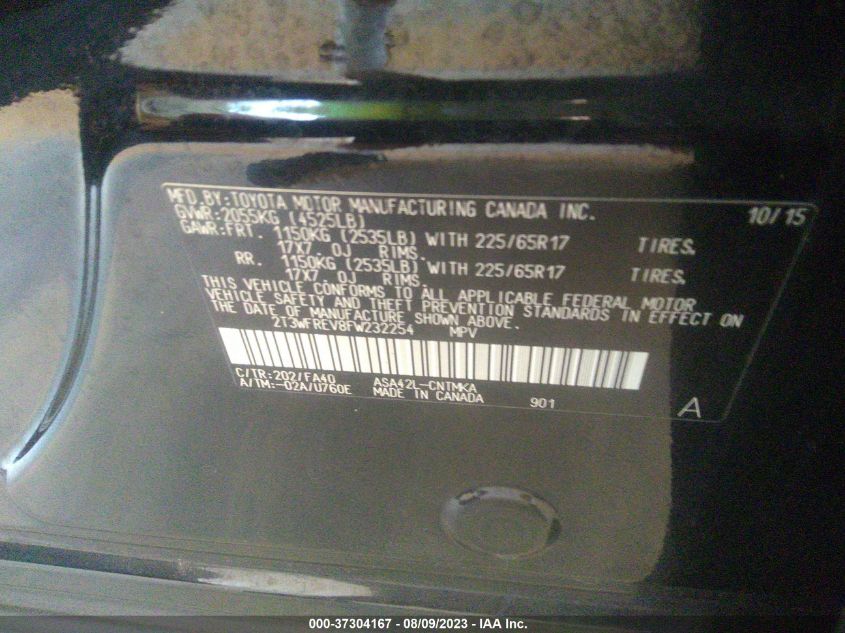 MFD.BY:TOYOTA MOTOR MANUFACTURING CANADA INC. 10/15
GVWR:2055KG (4525LB)
GAWR:FRT. 1150KG (2535LB) WITH 225/65R17 TIRES.
17X7 OJ RIMS.
RR. 1150KG (2535LB) WITH 225/65R17 TIRES.
17X7 OJ RIMS.
THIS VEHICLE CONFORMS TO ALL APPLICABLE FEDERAL MOTOR
VEHICLE SAFETY AND THEFT PREVENTION STANDARDS IN EFFECT ON
THE DATE OF MANUFACTURE SHOWN ABOVE.
2T3WFREV8FW232254 MPV
C/TR:202/FA40 ASA42L-CNTMKA
A/TM:-02A/U760E MADE IN CANADA 901 A
000-37304167 - 08/09/2023 - IAA Inc.